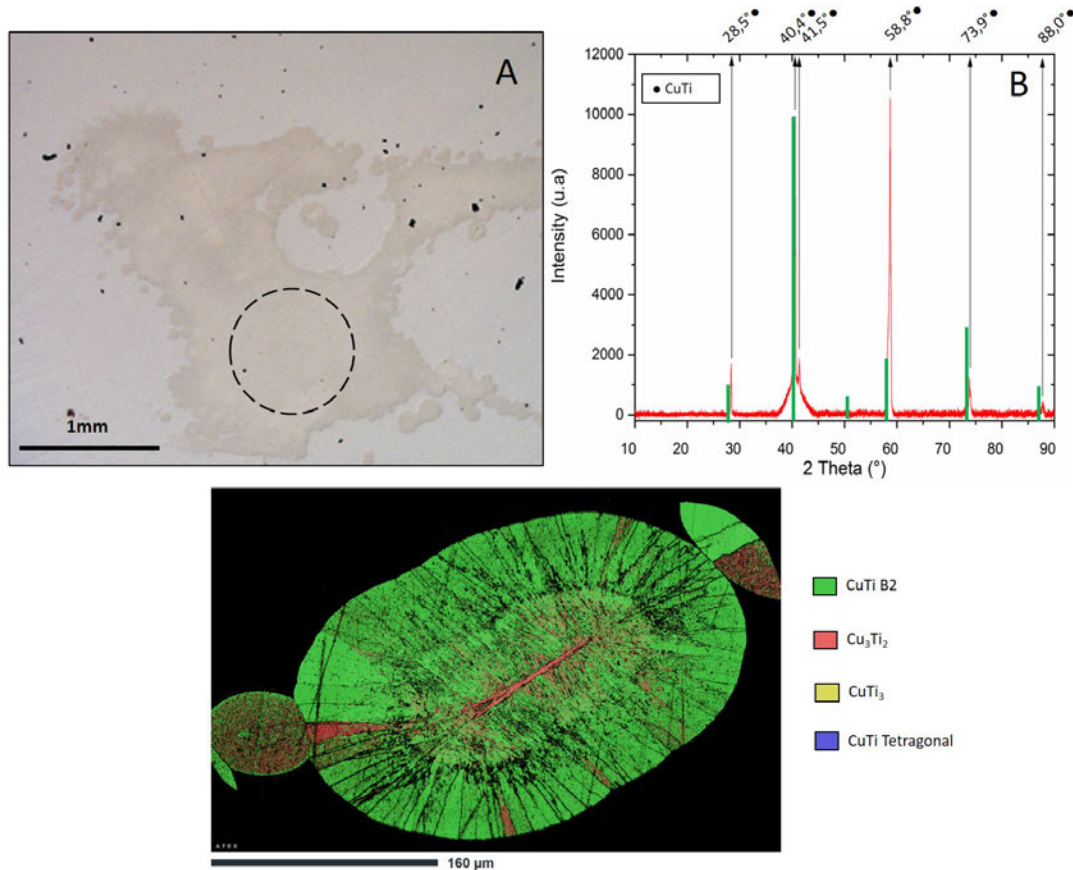 A
1mm
28,5°●
40,4°●
41,5°●
58,8°●
73,9°●
88,0°●
B
● CuTi
12000
10000
8000
6000
4000
2000
0
Intensity (u.a)
10 20 30 40 50 60 70 80 90
2 Theta (°)
ATEX
160 µm
CuTi B2
Cu₃Ti₂
CuTi₃
CuTi Tetragonal